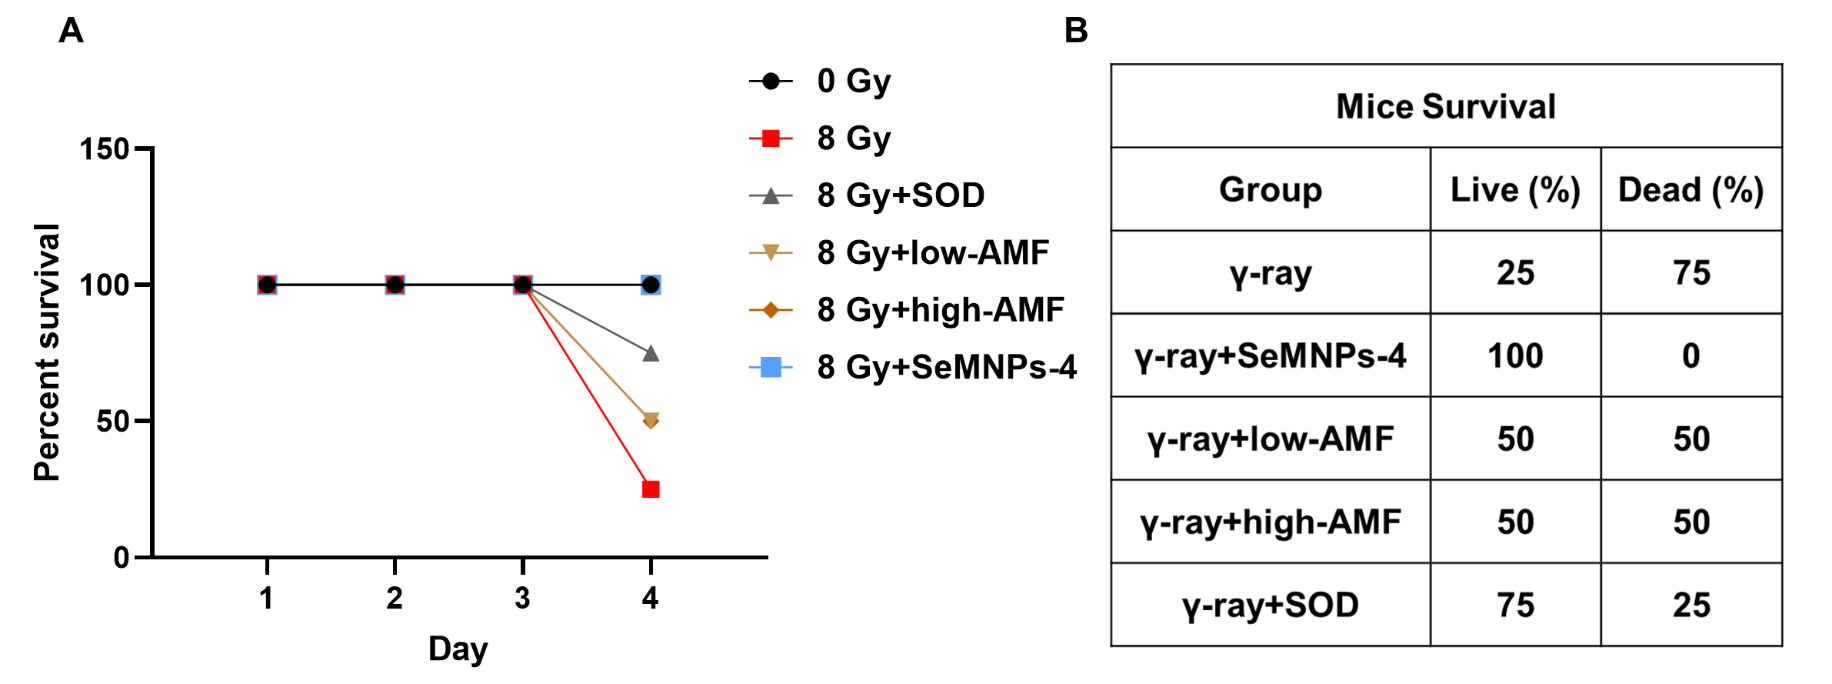 A
150
100
50
0
Percent survival
1 2 3 4
Day
0 Gy
8 Gy
8 Gy+SOD
8 Gy+low-AMF
8 Gy+high-AMF
8 Gy+SeMNPs-4
B
Mice Survival
Group Live (%) Dead (%)
γ-ray 25 75
γ-ray+SeMNPs-4 100 0
γ-ray+low-AMF 50 50
γ-ray+high-AMF 50 50
γ-ray+SOD 75 25